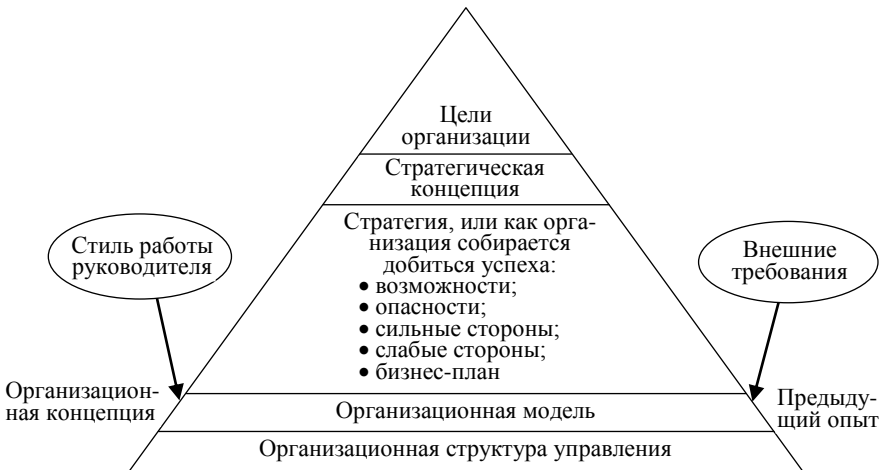 Цели
организации
Стратегическая
концепция
Стратегия, или как орга-
низация собирается
добиться успеха:
• возможности;
• опасности;
• сильные стороны;
• слабые стороны;
• бизнес-план
Стиль работы
руководителя
Внешние
требования
Организацион-
ная концепция
Организационная модель
Предыду-
щий опыт
Организационная структура управления